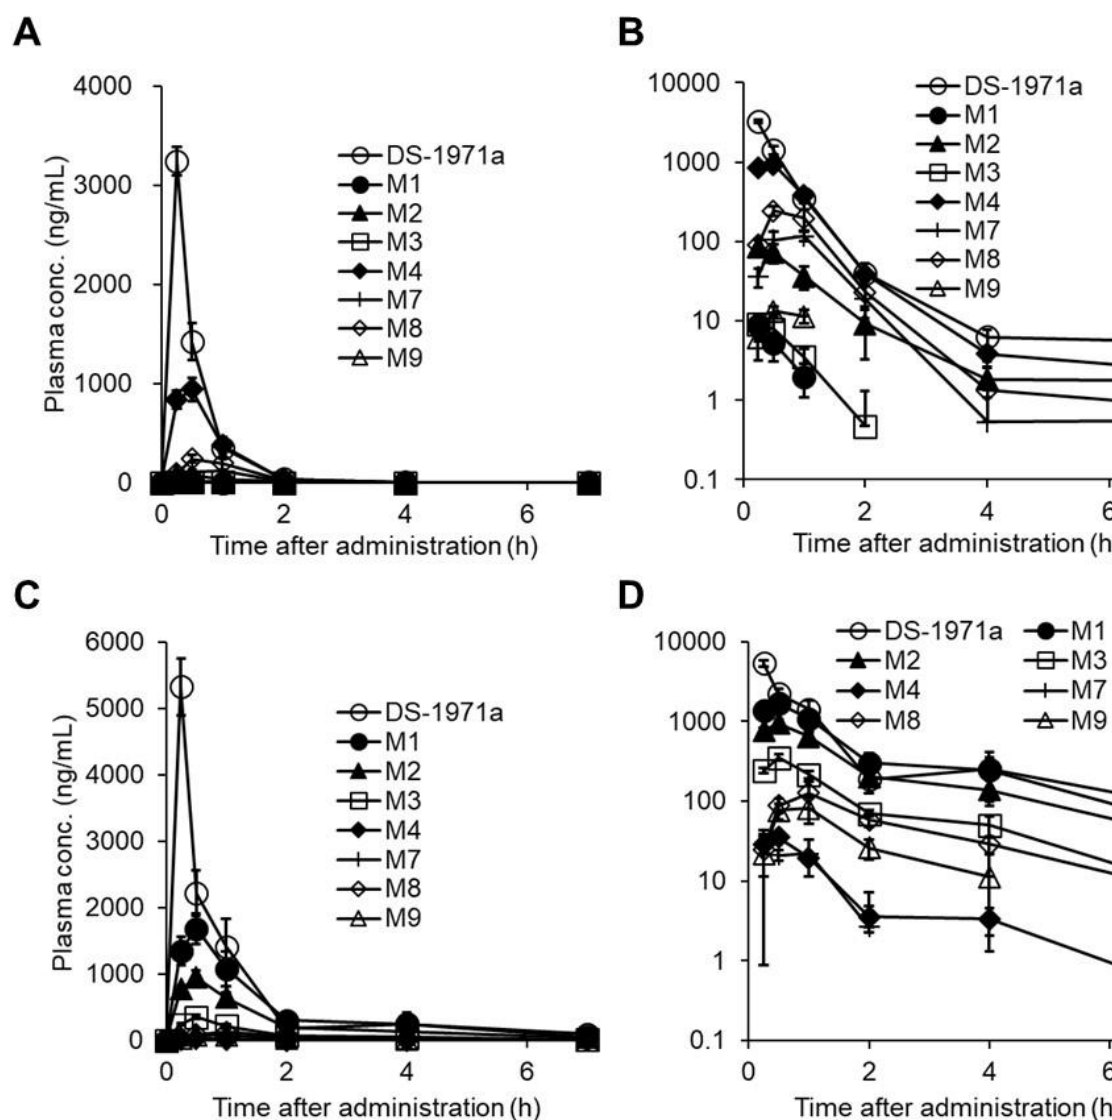 A
Plasma conc. (ng/mL)
4000
3000
2000
1000
0
0 2 4 6
Time after administration (h)
DS-1971a
M1
M2
M3
M4
M7
M8
M9
B
10000
1000
100
10
1
0.1
0 2 4
Time after administration (h
DS-1971a
M1
M2
M3
M4
M7
M8
M9
C
Plasma conc. (ng/mL)
6000
5000
4000
3000
2000
1000
0
0 2 4 6
Time after administration (h)
DS-1971a
M1
M2
M3
M4
M7
M8
M9
D
10000
1000
100
10
1
0.1
0 2 4
Time after administration (h
DS-1971a M1
M2 M3
M4 M7
M8 M9